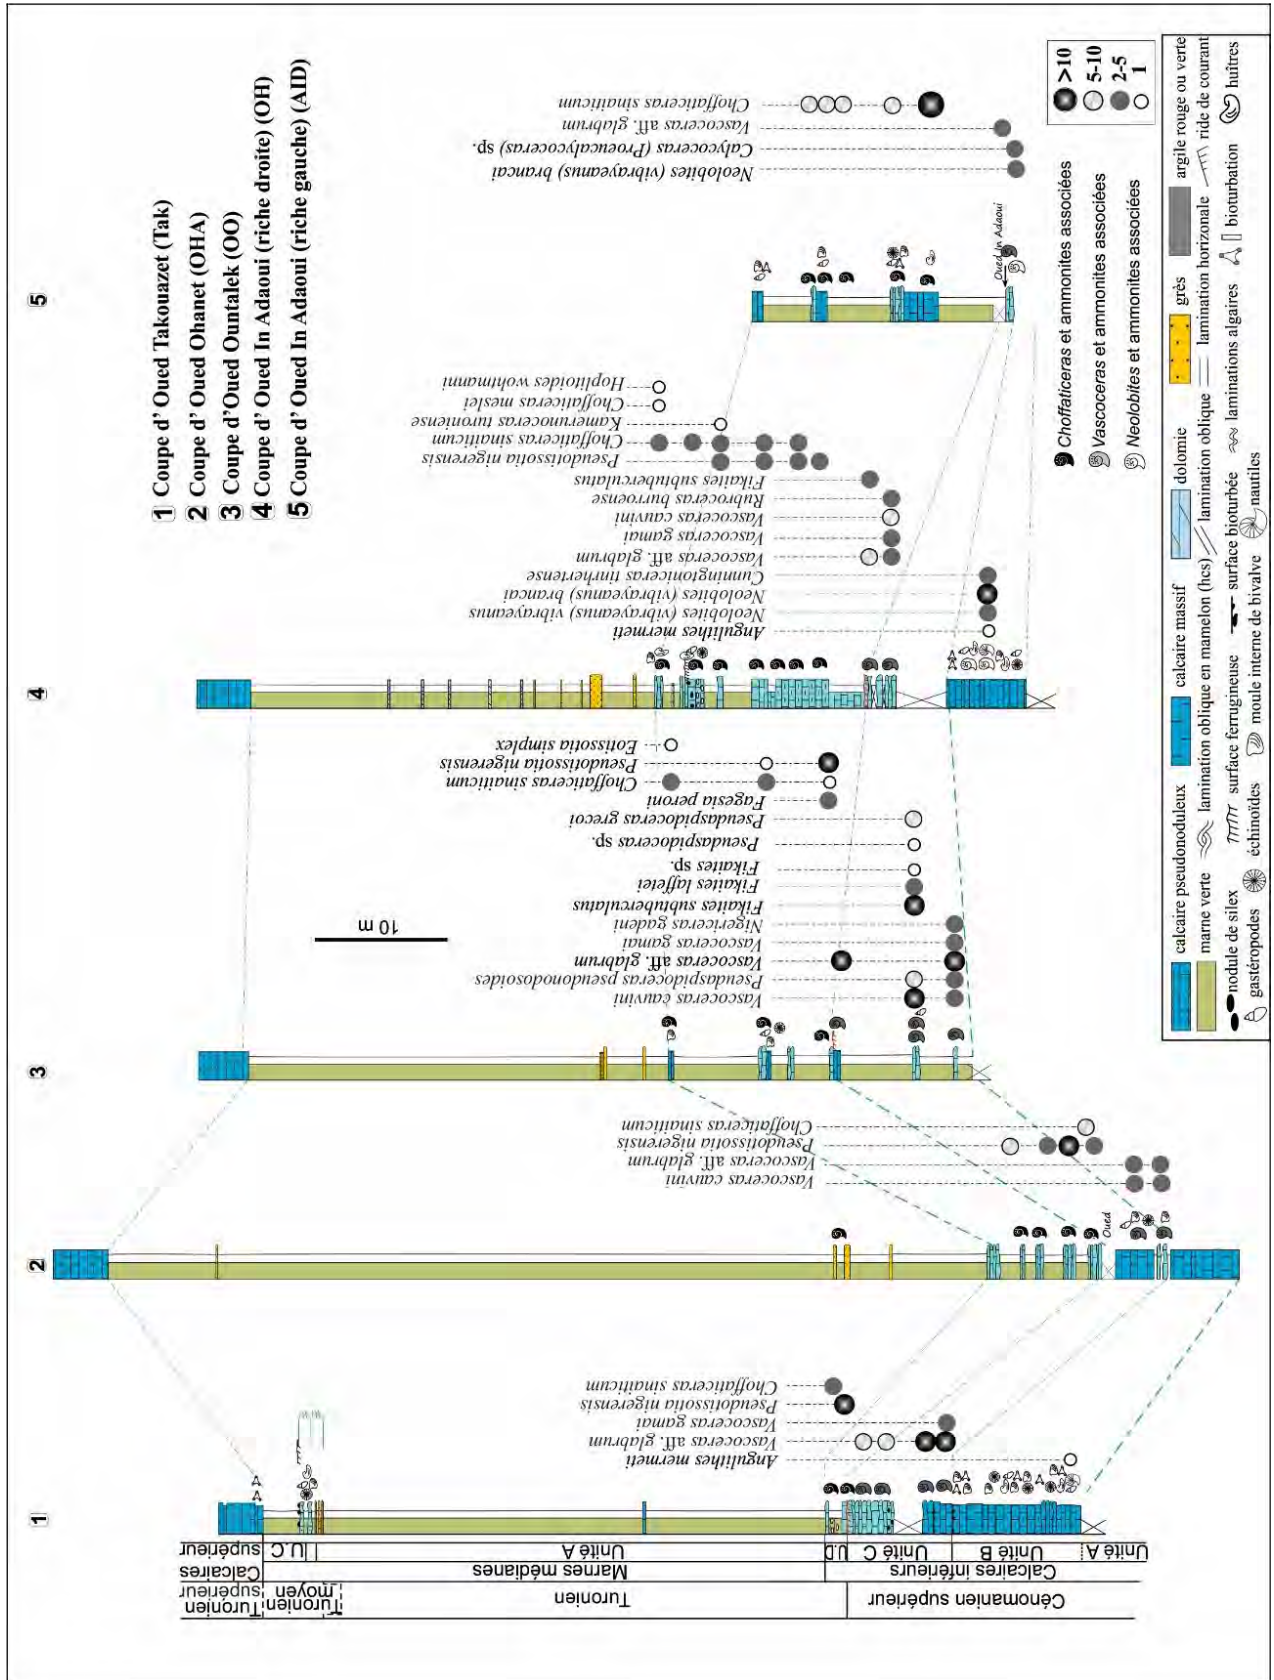 1 Coupe d' Oued Takouazet (Tak)
2 Coupe d' Oued Ohanet (OHA)
3 Coupe d'Oued Ountalek (OO)
4 Coupe d' Oued In Adaoui (riche droite) (OH)
5 Coupe d' Oued In Adaoui (riche gauche) (AID)
1
2
3
4
5
Turonien supérieur
Turonien moyen
Turonien
Cénomanien supérieur
Calcaires supérieur
Marnes médianes
Calcaires inférieurs
U.C
Unité A
U.D
Unité C
Unité B
Unité A
Choffaticeras sinaiticum
Pseudotissotia nigerensis
Vascoceras gamai
Vascoceras aff. glabrum
Angulithes mermeti
Choffaticeras sinaiticum
Pseudotissotia nigerensis
Vascoceras aff. glabrum
Vascoceras cauvini
Oued
10 m
Eotissotia simplex
Pseudotissotia nigerensis
Choffaticeras sinaiticum
Fagesia peroni
Pseudaspidoceras grecoi
Pseudaspidoceras sp.
Fikaites sp.
Fikaites laffetei
Fikaites subtuberculatus
Nigericeras gadeni
Vascoceras gamai
Vascoceras aff. glabrum
Pseudaspidoceras pseudonodosoides
Vascoceras cauvini
Hoplitoides wohltmanni
Choffaticeras meslei
Kamerunoceras turoniense
Choffaticeras sinaiticum
Pseudotissotia nigerensis
Fikaites subtuberculatus
Rubroceras burroense
Vascoceras cauvini
Vascoceras gamai
Vascoceras aff. glabrum
Cunningtoniceras tinrhertense
Neolobites (vibrayeanus) brancai
Neolobites (vibrayeanus) vibrayeanus
Angulithes mermeti
Choffaticeras sinaiticum
Vascoceras aff. glabrum
Calycoceras (Proeucalycoceras) sp.
Neolobites (vibrayeanus) brancai
Oued In Adaoui
>10
5-10
2-5
1
Choffaticeras et ammonites associées
Vascoceras et ammonites associées
Neolobites et ammonites associées
calcaire pseudonoduleux
calcaire massif
dolomie
grès
argile rouge ou verte
marne verte
lamination oblique en mamelon (hcs)
lamination oblique
lamination horizonale
ride de courant
nodule de silex
surface ferrugineuse
surface bioturbée
laminations algaires
bioturbation
huîtres
gastéropodes
échinoïdes
moule interne de bivalve
nautiles